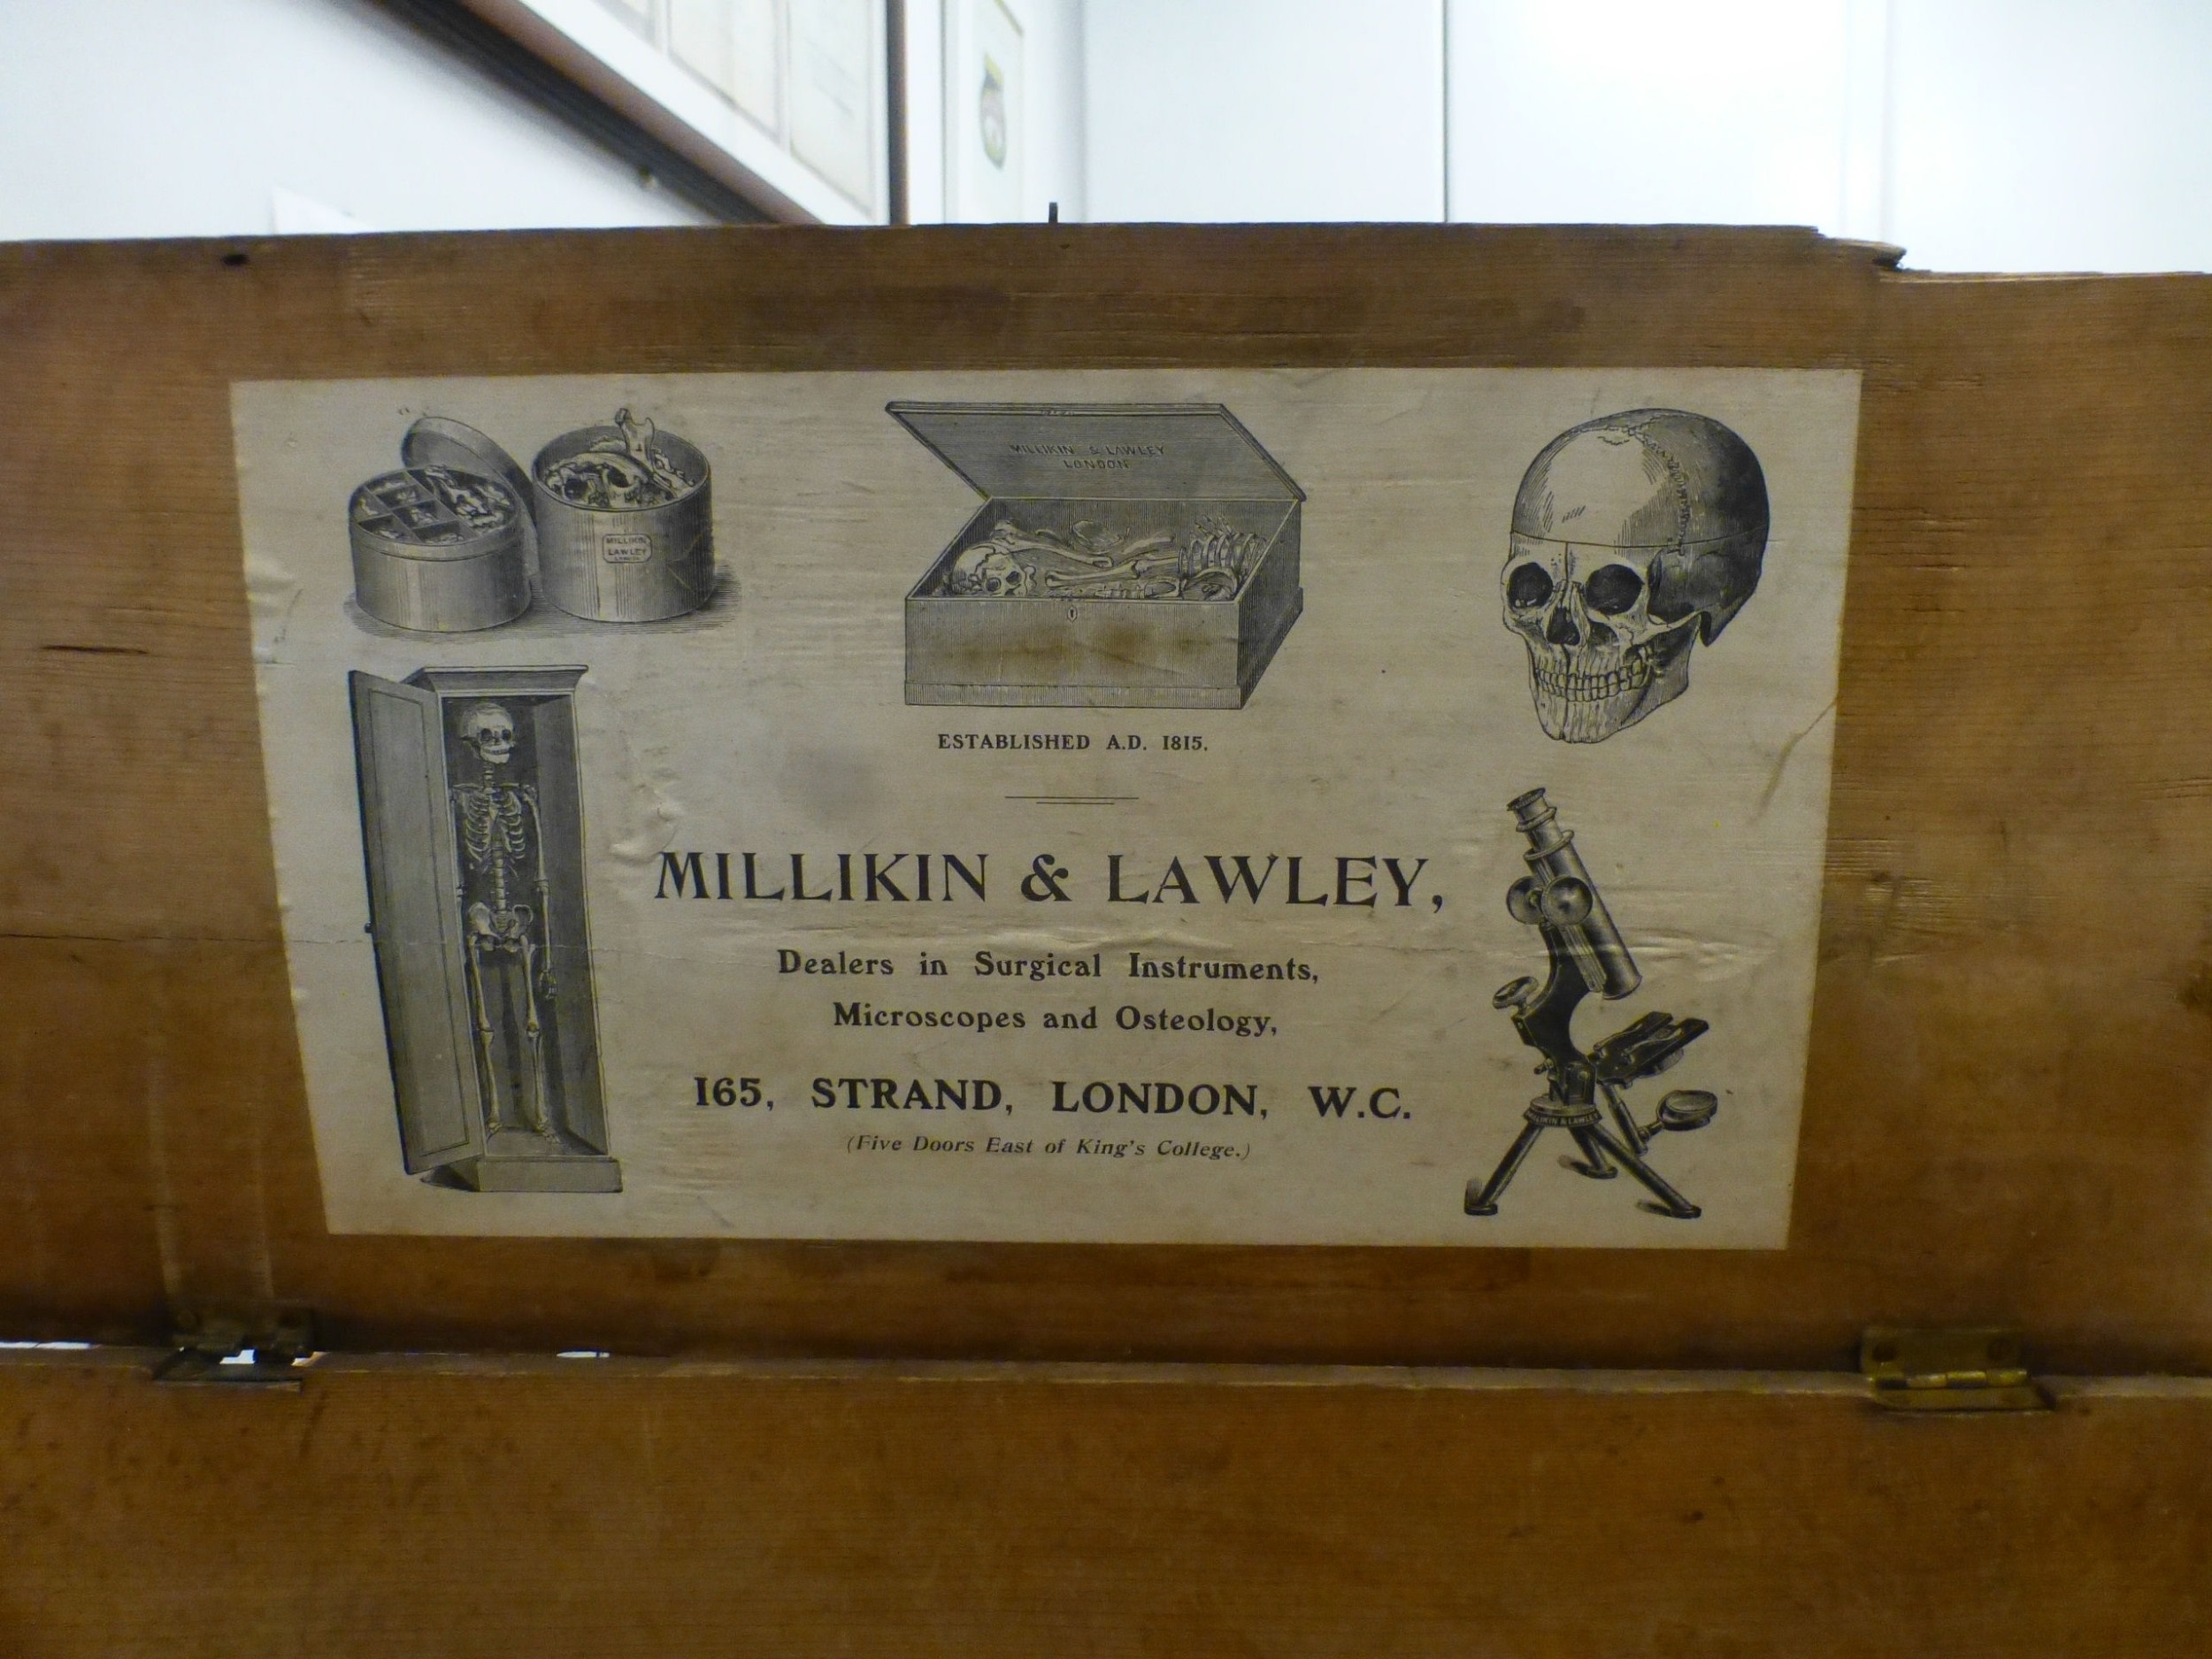 MILLIKIN & LAWLEY
LONDON
MILLIKIN
LAWLEY
ESTABLISHED A.D. 1815.
MILLIKIN & LAWLEY,
Dealers in Surgical Instruments,
Microscopes and Osteology,
165, STRAND, LONDON, W.C.
(Five Doors East of King's College.)